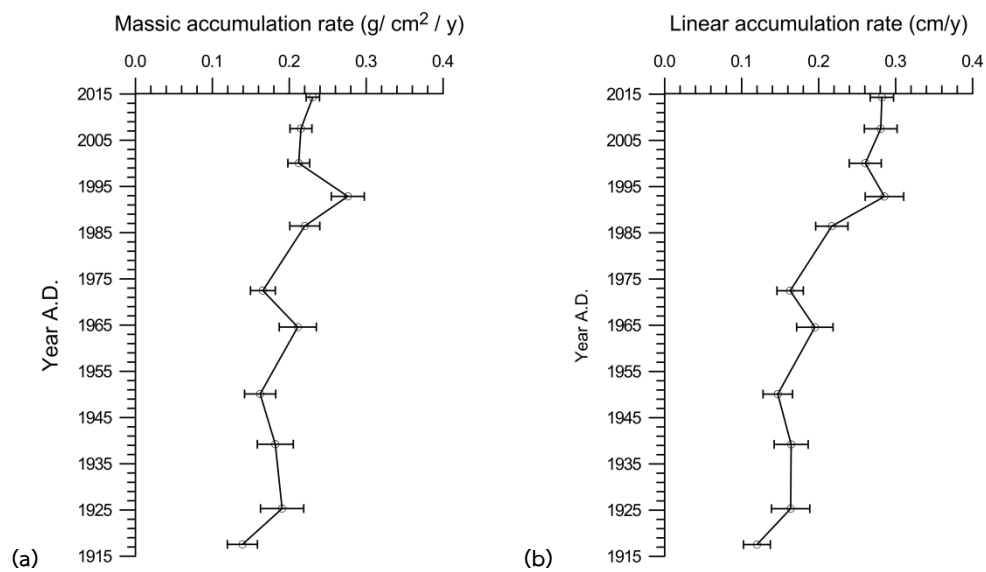 Massic accumulation rate (g/ cm² / y)
0.0 0.1 0.2 0.3 0.4
2015
2005
1995
1985
1975
1965
1955
1945
1935
1925
1915
Year A.D.
(a)
Linear accumulation rate (cm/y)
0.0 0.1 0.2 0.3 0.4
2015
2005
1995
1985
1975
1965
1955
1945
1935
1925
1915
Year A.D.
(b)